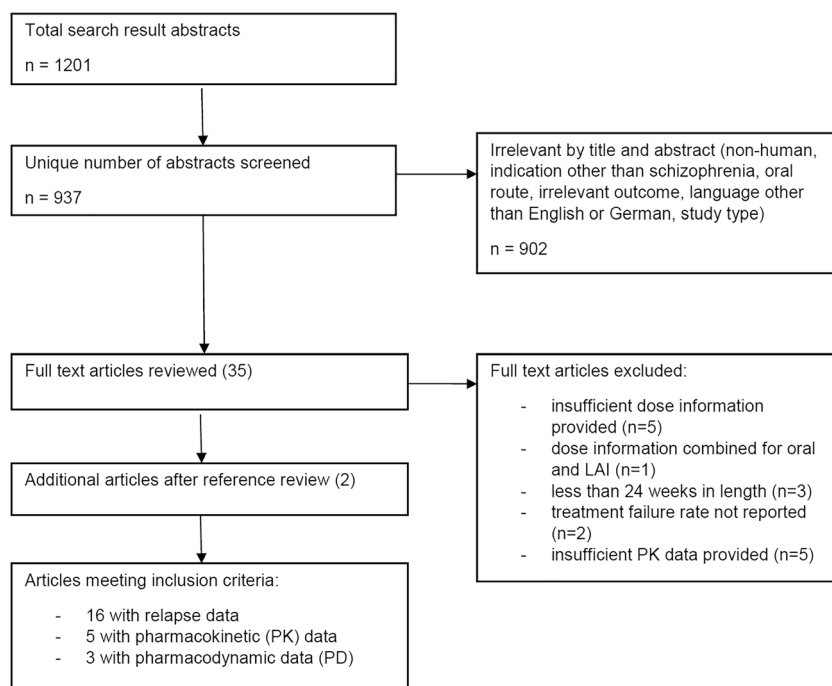 Total search result abstracts
n = 1201
Unique number of abstracts screened
n = 937
Irrelevant by title and abstract (non-human,
indication other than schizophrenia, oral
route, irrelevant outcome, language other
than English or German, study type)
n = 902
Full text articles reviewed (35)
Full text articles excluded:
- insufficient dose information
provided (n=5)
- dose information combined for oral
and LAI (n=1)
- less than 24 weeks in length (n=3)
- treatment failure rate not reported
(n=2)
- insufficient PK data provided (n=5)
Additional articles after reference review (2)
Articles meeting inclusion criteria:
- 16 with relapse data
- 5 with pharmacokinetic (PK) data
- 3 with pharmacodynamic data (PD)